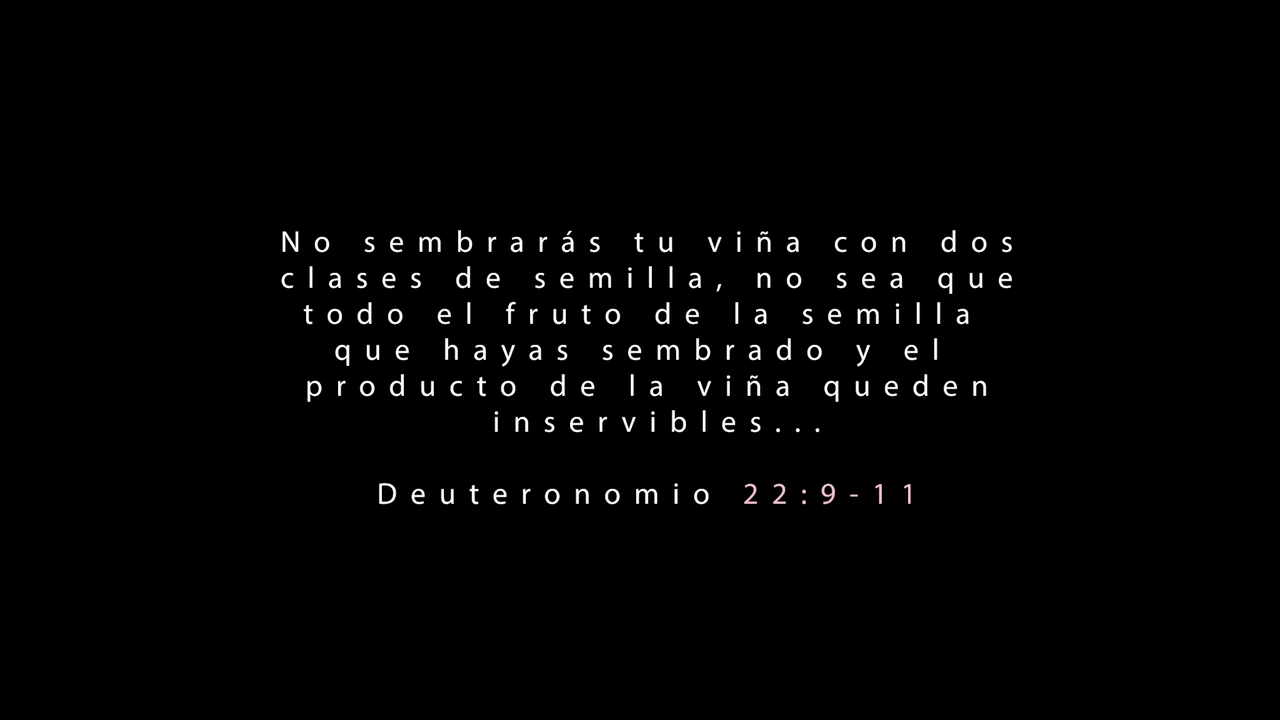 No sembrarás tu viña con dos
clases de semilla, no sea que
todo el fruto de la semilla
que hayas sembrado y el
producto de la viña queden
inservibles...
Deuteronomio 22:9-11